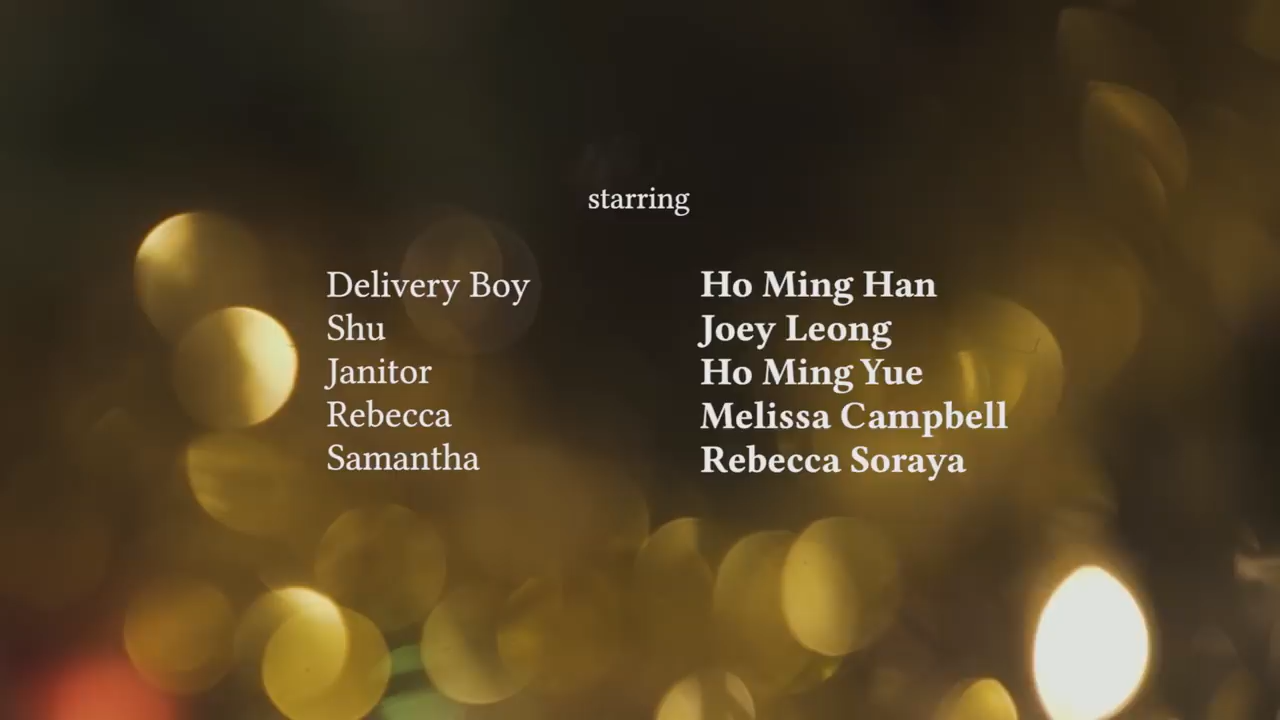 starring
Delivery Boy Ho Ming Han
Shu Joey Leong
Janitor Ho Ming Yue
Rebecca Melissa Campbell
Samantha Rebecca Soraya